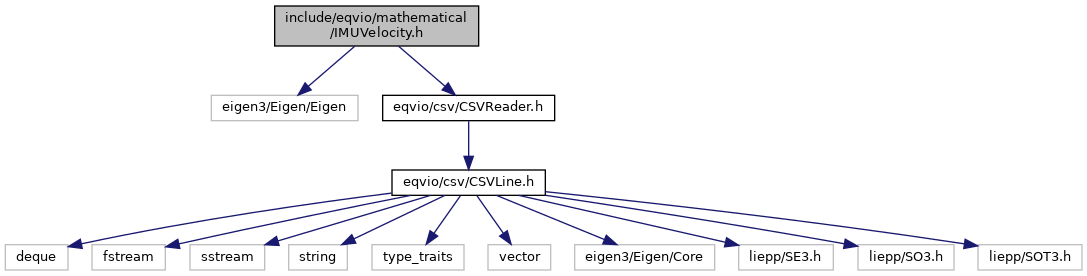 include/eqvio/mathematical
/IMUVelocity.h
eigen3/Eigen/Eigen
eqvio/csv/CSVReader.h
eqvio/csv/CSVLine.h
deque
fstream
sstream
string
type_traits
vector
eigen3/Eigen/Core
liepp/SE3.h
liepp/SO3.h
liepp/SOT3.h